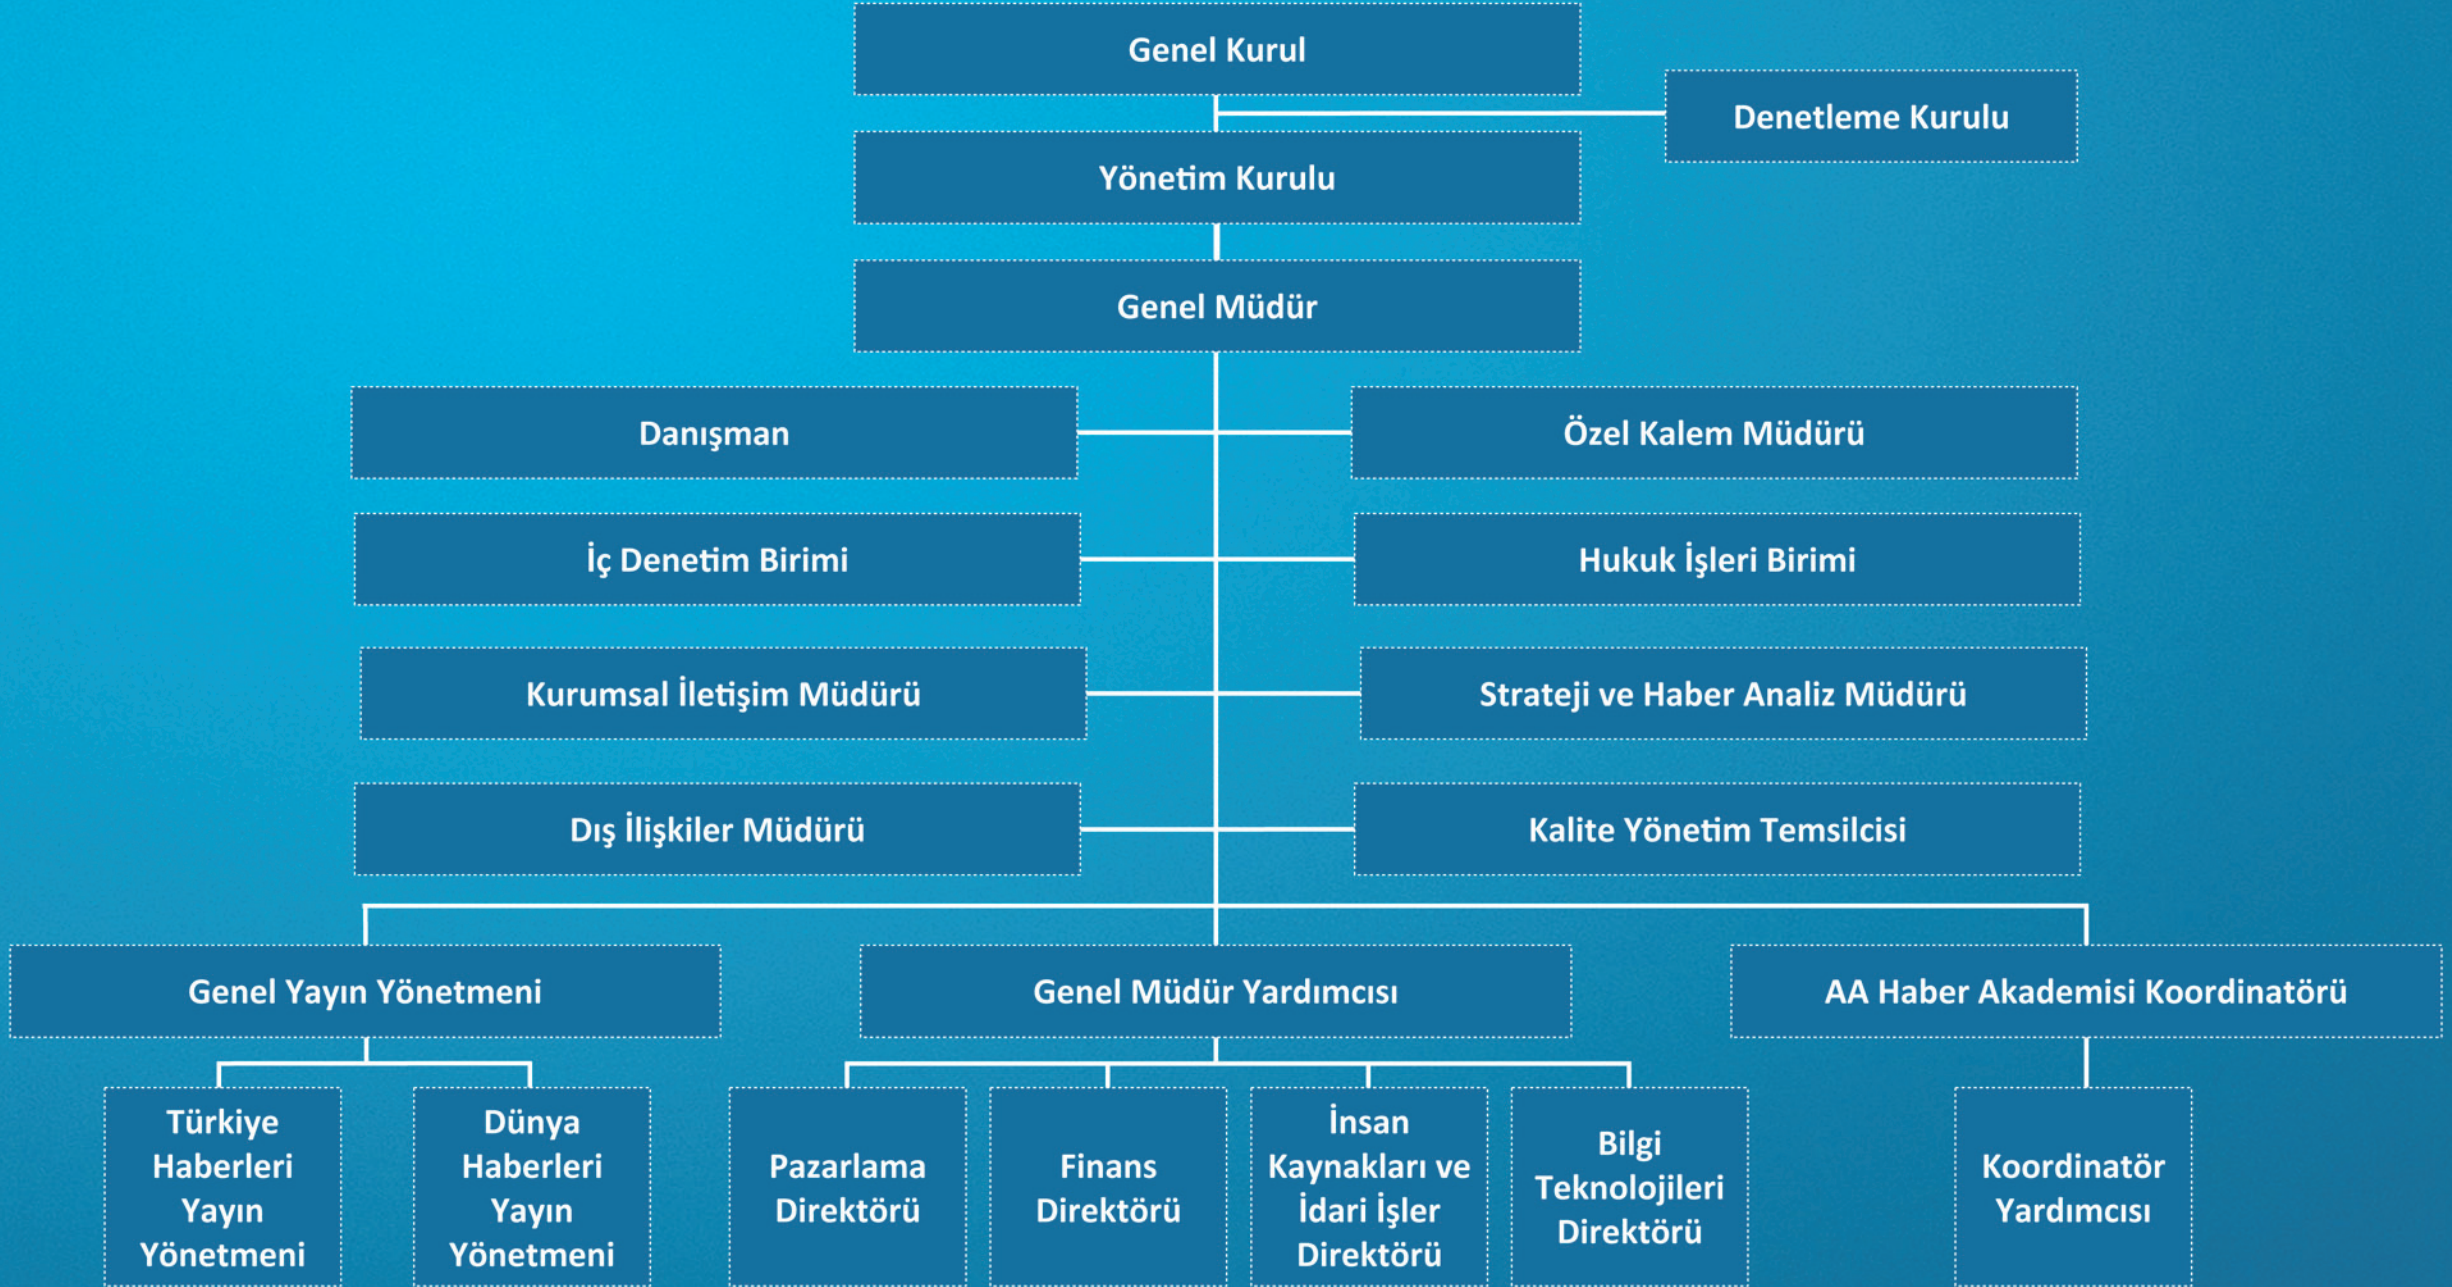 Genel Kurul
Denetleme Kurulu
Yönetim Kurulu
Genel Müdür
Danışman
Özel Kalem Müdürü
İç Denetim Birimi
Hukuk İşleri Birimi
Kurumsal İletişim Müdürü
Strateji ve Haber Analiz Müdürü
Dış İlişkiler Müdürü
Kalite Yönetim Temsilcisi
Genel Yayın Yönetmeni
Genel Müdür Yardımcısı
AA Haber Akademisi Koordinatörü
Türkiye
Haberleri
Yayın
Yönetmeni
Dünya
Haberleri
Yayın
Yönetmeni
Pazarlama
Direktörü
Finans
Direktörü
İnsan
Kaynakları ve
İdari İşler
Direktörü
Bilgi
Teknolojileri
Direktörü
Koordinatör
Yardımcısı